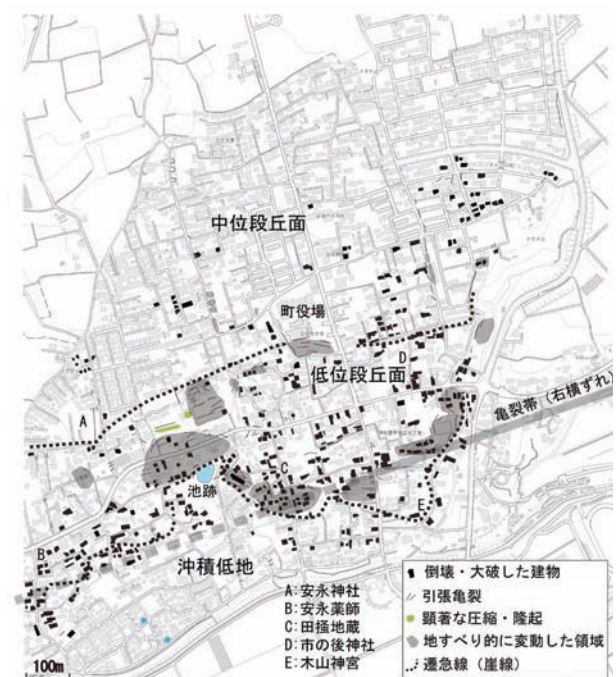 中位段丘面
町役場
D
低位段丘面
亀裂帯（右横ずれ）
A
池跡
C
E
B
沖積低地
A:安永神社
B:安永薬師
C:田掻地蔵
D:市の後神社
E:木山神宮
倒壊・大破した建物
引張亀裂
顕著な圧縮・隆起
地すべり的に変動した領域
遷急線（崖線）
100m